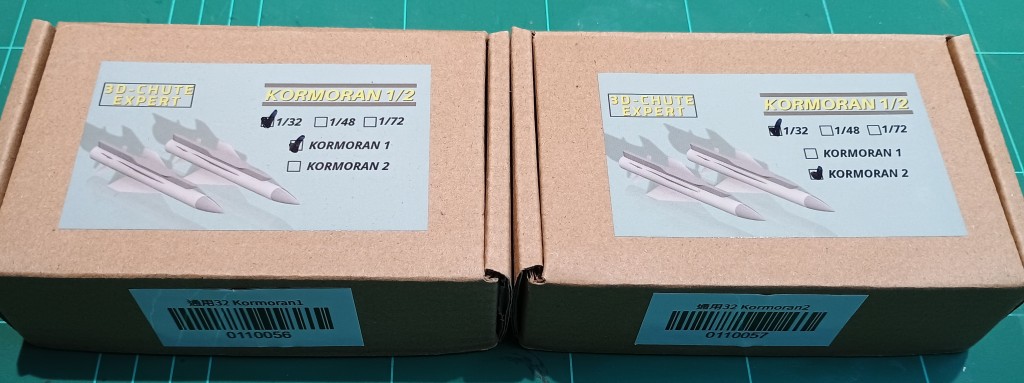 3D-CHUTE
EXPERT
KORMORAN 1/2
1/32 1/48 1/72
KORMORAN 1
KORMORAN 2
通用32 Kormoran1
0110056
3D-CHUTE
EXPERT
KORMORAN 1/2
1/32 1/48 1/72
KORMORAN 1
KORMORAN 2
通用32 Kormoran2
0110057